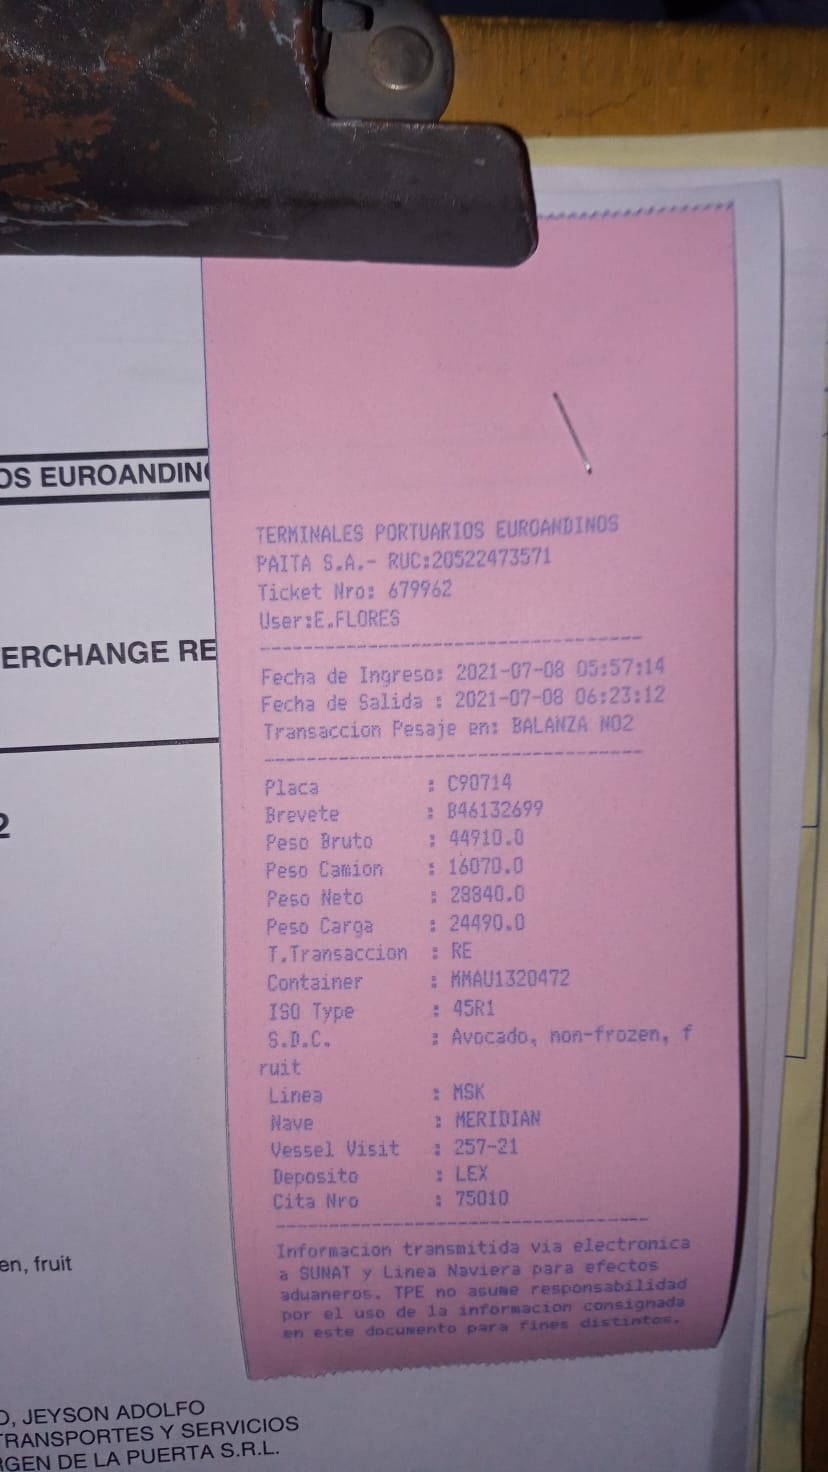 OS EUROANDIN
ERCHANGE RE
2
TERMINALES PORTUARIOS EUROANDINOS
PAITA S.A.- RUC:20522473571
Ticket Nro: 679962
User:E.FLORES
--------------------------------------
Fecha de Ingreso: 2021-07-08 05:57:14
Fecha de Salida : 2021-07-08 06:23:12
Transaccion Pesaje en: BALANZA NO2
--------------------------------------
Placa : C90714
Brevete : B46132699
Peso Bruto : 44910.0
Peso Camion : 16070.0
Peso Neto : 28840.0
Peso Carga : 24490.0
T.Transaccion : RE
Container : MMAU1320472
ISO Type : 45R1
S.D.C. : Avocado, non-frozen, f
ruit
Linea : MSK
Nave : MERIDIAN
Vessel Visit : 257-21
Deposito : LEX
Cita Nro : 75010
--------------------------------------
Informacion transmitida via electronica
a SUNAT y Linea Naviera para efectos
aduaneros. TPE no asume responsabilidad
por el uso de la informacion consignada
en este documento para fines distintos.
en, fruit
O, JEYSON ADOLFO
TRANSPORTES Y SERVICIOS
RGEN DE LA PUERTA S.R.L.